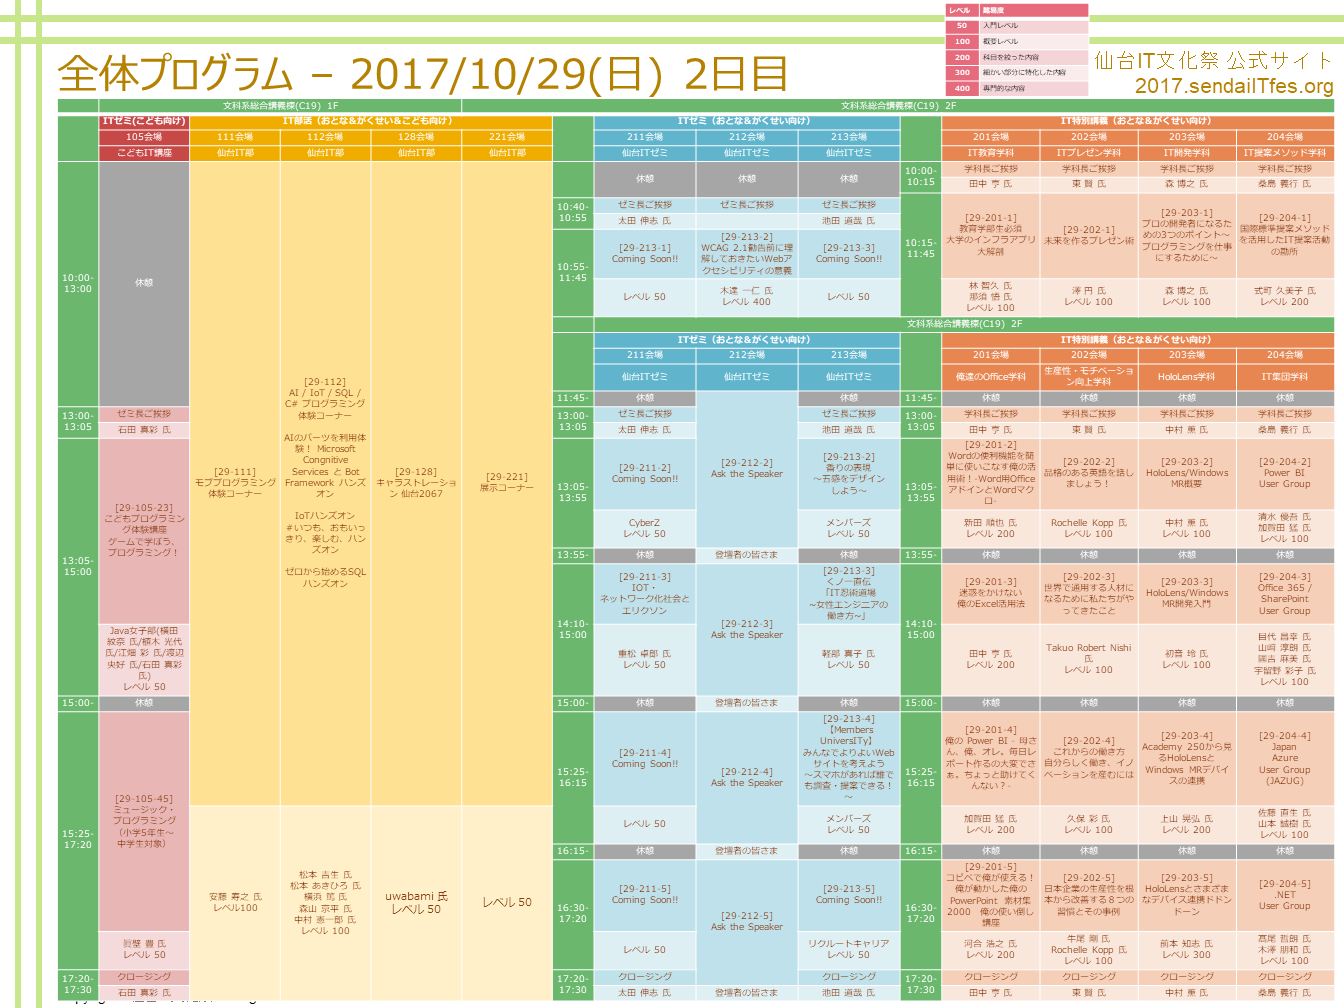 レベル 難易度
50 入門レベル
100 概要レベル
200 科目を絞った内容
300 細かい部分に特化した内容
400 専門的な内容
全体プログラム – 2017/10/29(日) 2日目
仙台IT文化祭 公式サイト
2017.sendaiITfes.org
文科系総合講義棟(C19) 1F
文科系総合講義棟(C19) 2F
ITゼミ(こども向け)
IT部活（おとな&がくせい&こども向け）
ITゼミ（おとな&がくせい向け）
IT特別講義（おとな&がくせい向け）
105会場
111会場
112会場
128会場
221会場
211会場
212会場
213会場
201会場
202会場
203会場
204会場
こどもIT講座
仙台IT部
仙台IT部
仙台IT部
仙台IT部
仙台ITゼミ
仙台ITゼミ
仙台ITゼミ
IT教育学科
ITプレゼン学科
IT開発学科
IT提案メソッド学科
10:00-
13:00
休憩
13:00-
13:05
ゼミ長ご挨拶
石田 真彩 氏
13:05-
15:00
[29-105-23]
こどもプログラミン
グ体験講座
ゲームで学ぼう、
プログラミング！
Java女子部(横田
紋奈 氏/植木 光代
氏/江畑 彩 氏/渡辺
央好 氏/石田 真彩
氏)
レベル 50
15:00-
休憩
15:25-
17:20
[29-105-45]
ミュージック・
プログラミング
（小学5年生～
中学生対象）
眞壁 豊 氏
レベル 50
17:20-
17:30
クロージング
石田 真彩 氏
[29-111]
モブプログラミング
体験コーナー
安藤 寿之 氏
レベル100
[29-112]
AI / IoT / SQL /
C# プログラミング
体験コーナー
AIのパーツを利用体
験！ Microsoft
Congnitive
Services と Bot
Framework ハンズ
オン
IoTハンズオン
＃いつも、おもいっ
きり、楽しむ、ハン
ズオン
ゼロから始めるSQL
ハンズオン
松本 吉生 氏
松本 あきひろ 氏
横浜 篤 氏
森山 京平 氏
中村 憲一郎 氏
レベル 100
[29-128]
キャラストレーショ
ン 仙台2067
uwabami 氏
レベル 50
[29-221]
展示コーナー
レベル 50
休憩
休憩
休憩
10:40-
10:55
ゼミ長ご挨拶
ゼミ長ご挨拶
ゼミ長ご挨拶
太田 伸志 氏
池田 道哉 氏
10:55-
11:45
[29-213-1]
Coming Soon!!
[29-213-2]
WCAG 2.1勧告前に理
解しておきたいWebア
クセシビリティの意義
[29-213-3]
Coming Soon!!
レベル 50
木達 一仁 氏
レベル 400
レベル 50
10:00-
10:15
学科長ご挨拶
学科長ご挨拶
学科長ご挨拶
学科長ご挨拶
田中 亨 氏
東 賢 氏
森 博之 氏
桑島 義行 氏
10:15-
11:45
[29-201-1]
教育学部生必須
大学のインフラアプリ
大解剖
[29-202-1]
未来を作るプレゼン術
[29-203-1]
プロの開発者になるた
めの3つのポイント～
プログラミングを仕事
にするために～
[29-204-1]
国際標準提案メソッド
を活用したIT提案活動
の勘所
林 智久 氏
那須 悟 氏
レベル 100
澤 円 氏
レベル 100
森 博之 氏
レベル 100
式町 久美子 氏
レベル 200
文科系総合講義棟(C19) 2F
ITゼミ（おとな&がくせい向け）
IT特別講義（おとな&がくせい向け）
211会場
212会場
213会場
201会場
202会場
203会場
204会場
仙台ITゼミ
仙台ITゼミ
仙台ITゼミ
俺達のOffice学科
生産性・モチベーショ
ン向上学科
HoloLens学科
IT集団学科
11:45-
休憩
休憩
11:45-
休憩
休憩
休憩
休憩
13:00-
13:05
ゼミ長ご挨拶
ゼミ長ご挨拶
太田 伸志 氏
池田 道哉 氏
13:00-
13:05
学科長ご挨拶
学科長ご挨拶
学科長ご挨拶
学科長ご挨拶
田中 亨 氏
東 賢 氏
中村 薫 氏
桑島 義行 氏
13:05-
13:55
[29-211-2]
Coming Soon!!
[29-212-2]
Ask the Speaker
[29-213-2]
香りの表現
～五感をデザイン
しよう～
CyberZ
レベル 50
メンバーズ
レベル 50
13:05-
13:55
[29-201-2]
Wordの便利機能を簡
単に使いこなす俺の活
用術！-Word用Office
アドインとWordマク
ロ-
[29-202-2]
品格のある英語を話し
ましょう！
[29-203-2]
HoloLens/Windows
MR概要
[29-204-2]
Power BI
User Group
新田 順也 氏
レベル 200
Rochelle Kopp 氏
レベル 100
中村 薫 氏
レベル 100
清水 優吾 氏
加賀田 猛 氏
レベル 100
13:55-
休憩
登壇者の皆さま
休憩
13:55-
休憩
休憩
休憩
休憩
14:10-
15:00
[29-211-3]
IOT・
ネットワーク化社会と
エリクソン
[29-212-3]
Ask the Speaker
[29-213-3]
くノ一直伝
「IT忍術道場
~女性エンジニアの
働き方~」
重松 卓郎 氏
レベル 50
軽部 真子 氏
レベル 50
14:10-
15:00
[29-201-3]
迷惑をかけない
俺のExcel活用法
[29-202-3]
世界で通用する人材に
なるために私たちがや
ってきたこと
[29-203-3]
HoloLens/Windows
MR開発入門
[29-204-3]
Office 365 /
SharePoint
User Group
田中 亨 氏
レベル 200
Takuo Robert Nishi
氏
レベル 100
初音 玲 氏
レベル 100
目代 昌幸 氏
山﨑 淳朗 氏
國吉 麻美 氏
宇留野 彩子 氏
レベル 100
15:00-
休憩
登壇者の皆さま
休憩
15:00-
休憩
休憩
休憩
休憩
15:25-
16:15
[29-211-4]
Coming Soon!!
[29-212-4]
Ask the Speaker
[29-213-4]
【Members
UniversITy】
みんなでよりよいWeb
サイトを考えよう
～スマホがあれば誰で
も調査・提案できる！
～
レベル 50
メンバーズ
レベル 50
15:25-
16:15
[29-201-4]
俺の Power BI - 母さ
ん、俺、オレ。毎日レ
ポート作るの大変でさ
ぁ。ちょっと助けてく
んない？-
[29-202-4]
これからの働き方
自分らしく働き、イノ
ベーションを産むには
[29-203-4]
Academy 250から見
るHoloLensと
Windows MRデバイ
スの連携
[29-204-4]
Japan
Azure
User Group
(JAZUG)
加賀田 猛 氏
レベル 200
久保 彩 氏
レベル 100
上山 晃弘 氏
レベル 200
佐藤 直生 氏
山本 誠樹 氏
レベル 100
16:15-
休憩
登壇者の皆さま
休憩
16:15-
休憩
休憩
休憩
休憩
16:30-
17:20
[29-211-5]
Coming Soon!!
[29-212-5]
Ask the Speaker
[29-213-5]
Coming Soon!!
レベル 50
リクルートキャリア
レベル 50
16:30-
17:20
[29-201-5]
コピペで俺が使える！
俺が動かした俺の
PowerPoint 素材集
2000 俺の使い倒し
講座
[29-202-5]
日本企業の生産性を根
本から改善する８つの
習慣とその事例
[29-203-5]
HoloLensとさまざま
なデバイス連携ドドン
ドーン
[29-204-5]
.NET
User Group
河合 浩之 氏
レベル 200
牛尾 剛 氏
Rochelle Kopp 氏
レベル 100
前本 知志 氏
レベル 300
髙尾 哲朗 氏
木澤 朋和 氏
レベル 100
17:20-
17:30
クロージング
クロージング
太田 伸志 氏
登壇者の皆さま
池田 道哉 氏
17:20-
17:30
クロージング
クロージング
クロージング
クロージング
田中 亨 氏
東 賢 氏
中村 薫 氏
桑島 義行 氏